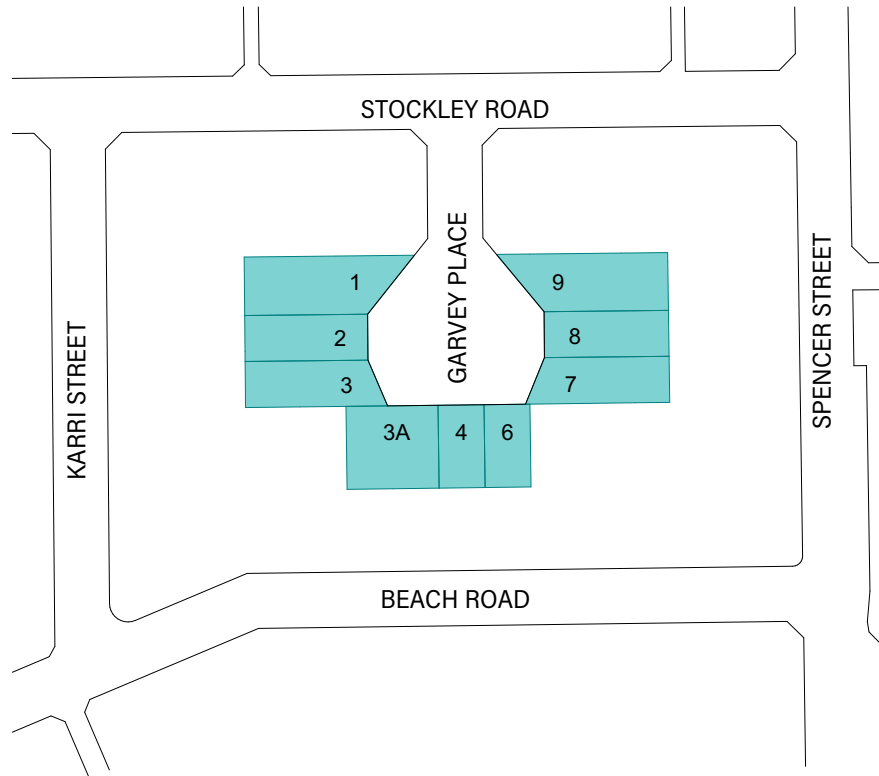 STOCKLEY ROAD
GARVEY PLACE
1
9
2
8
3
7
3A
4
6
KARRI STREET
SPENCER STREET
BEACH ROAD